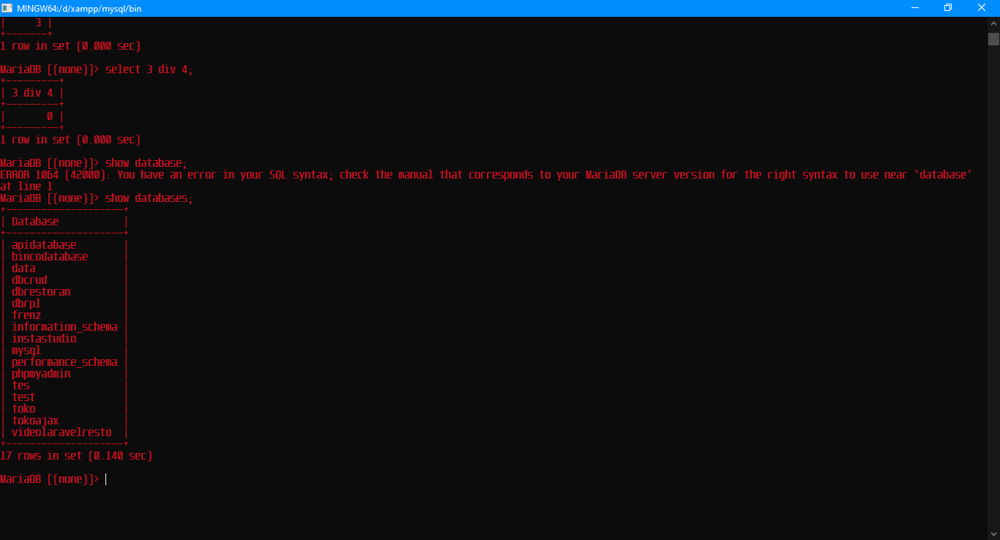 MINGW64:/d/xampp/mysql/bin
|     3 |
+-------+
1 row in set (0.000 sec)
MariaDB [(none)]> select 3 div 4;
+---------+
| 3 div 4 |
+---------+
|       0 |
+---------+
1 row in set (0.000 sec)
MariaDB [(none)]> show database;
ERROR 1064 (42000): You have an error in your SQL syntax; check the manual that corresponds to your MariaDB server version for the right syntax to use near 'database'
at line 1
MariaDB [(none)]> show databases;
+--------------------+
| Database           |
+--------------------+
| apidatabase        |
| bincodatabase      |
| data               |
| dbcrud             |
| dbrestoran         |
| dbrpl              |
| frenz              |
| information_schema |
| instastudio        |
| mysql              |
| performance_schema |
| phpmyadmin         |
| tes                |
| test               |
| toko               |
| tokoajax           |
| videolaravelresto  |
+--------------------+
17 rows in set (0.140 sec)
MariaDB [(none)]>